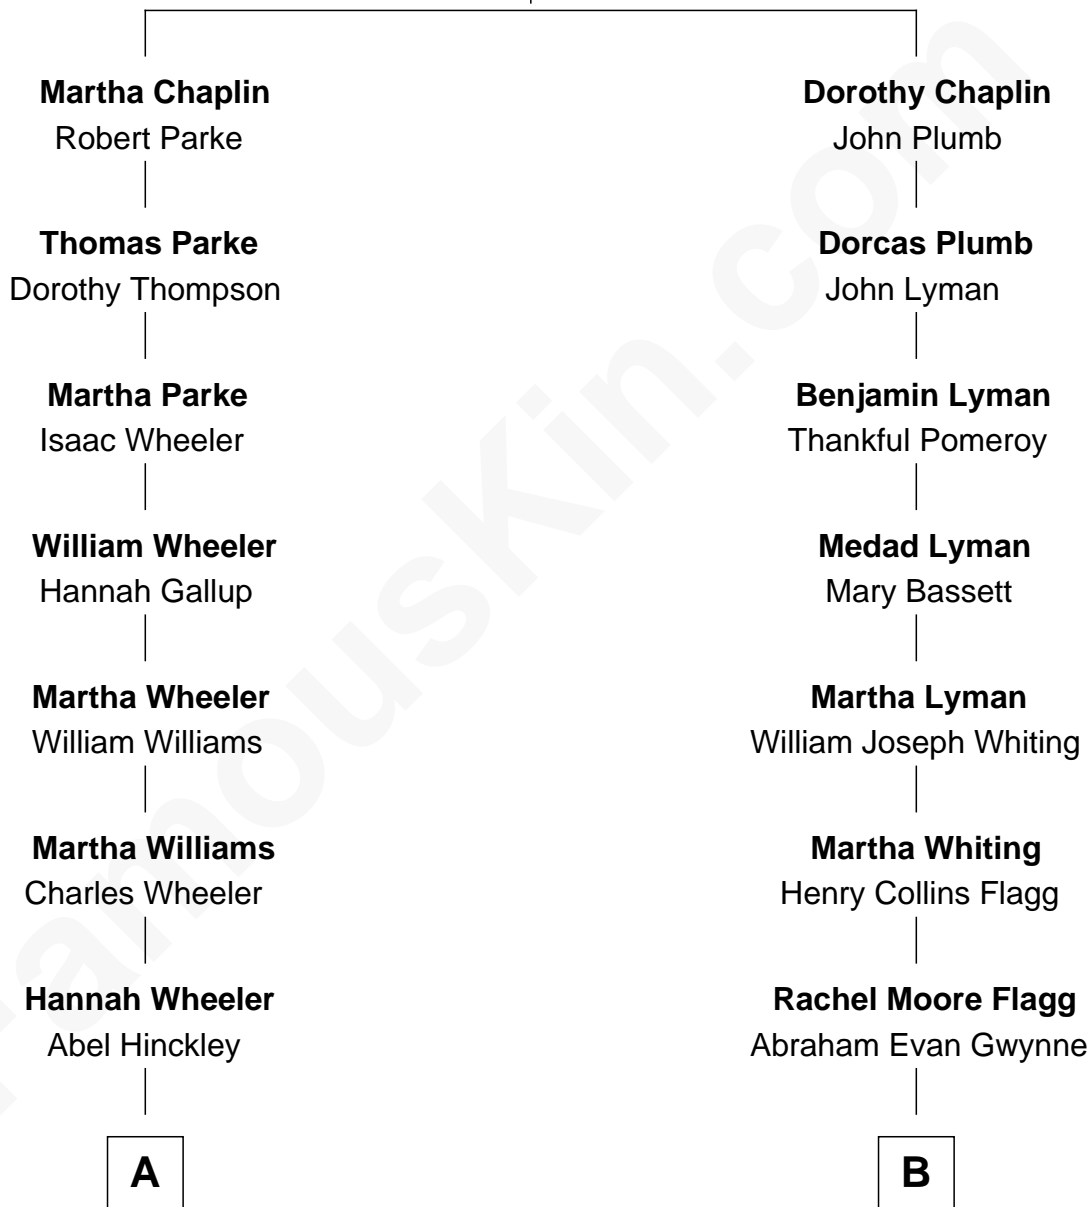 Martha Chaplin
Robert Parke
Dorothy Chaplin
John Plumb
Thomas Parke
Dorothy Thompson
Dorcas Plumb
John Lyman
Martha Parke
Isaac Wheeler
Benjamin Lyman
Thankful Pomeroy
William Wheeler
Hannah Gallup
Medad Lyman
Mary Bassett
Martha Wheeler
William Williams
Martha Lyman
William Joseph Whiting
Martha Williams
Charles Wheeler
Martha Whiting
Henry Collins Flagg
Hannah Wheeler
Abel Hinckley
Rachel Moore Flagg
Abraham Evan Gwynne
A
B
FamousKin.com